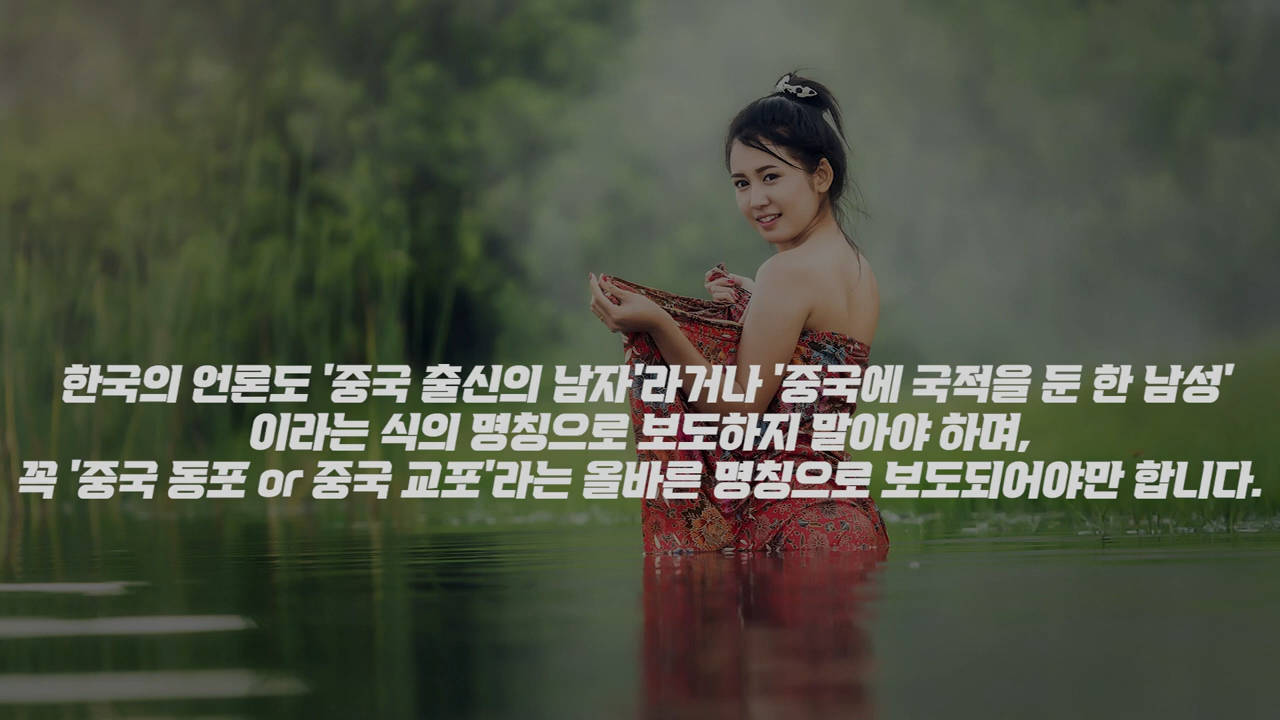 한국의 언론도 '중국 출신의 남자'라거나 '중국에 국적을 둔 한 남성'
이라는 식의 명칭으로 보도하지 말아야 하며,
꼭 '중국 동포 or 중국 교포'라는 올바른 명칭으로 보도되어야만 합니다.